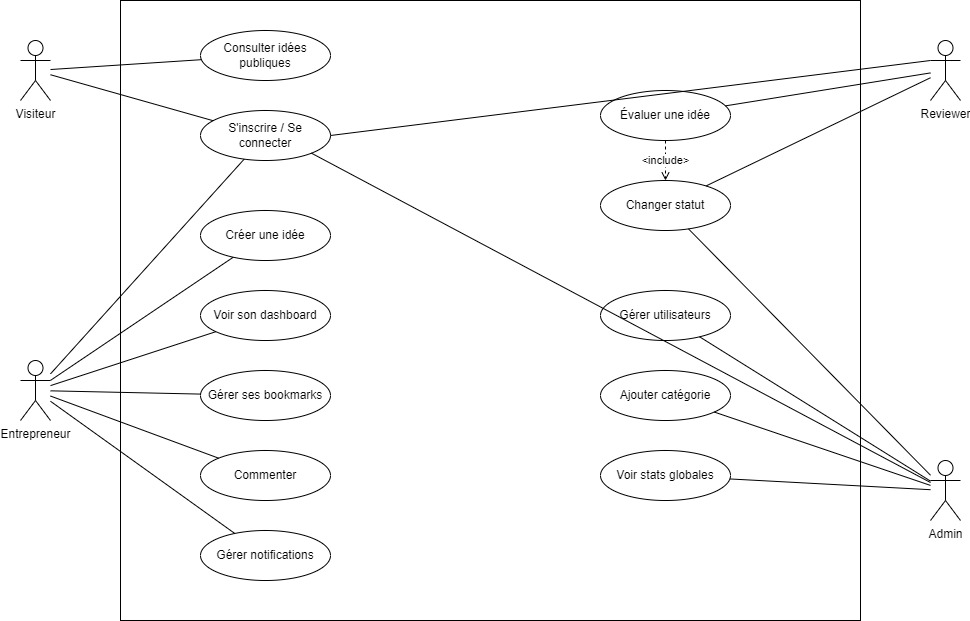 Consulter idées
publiques
Visiteur
S'inscrire / Se
connecter
Évaluer une idée
Reviewer
<include>
Changer statut
Créer une idée
Voir son dashboard
Gérer utilisateurs
Gérer ses bookmarks
Ajouter catégorie
Entrepreneur
Commenter
Voir stats globales
Admin
Gérer notifications